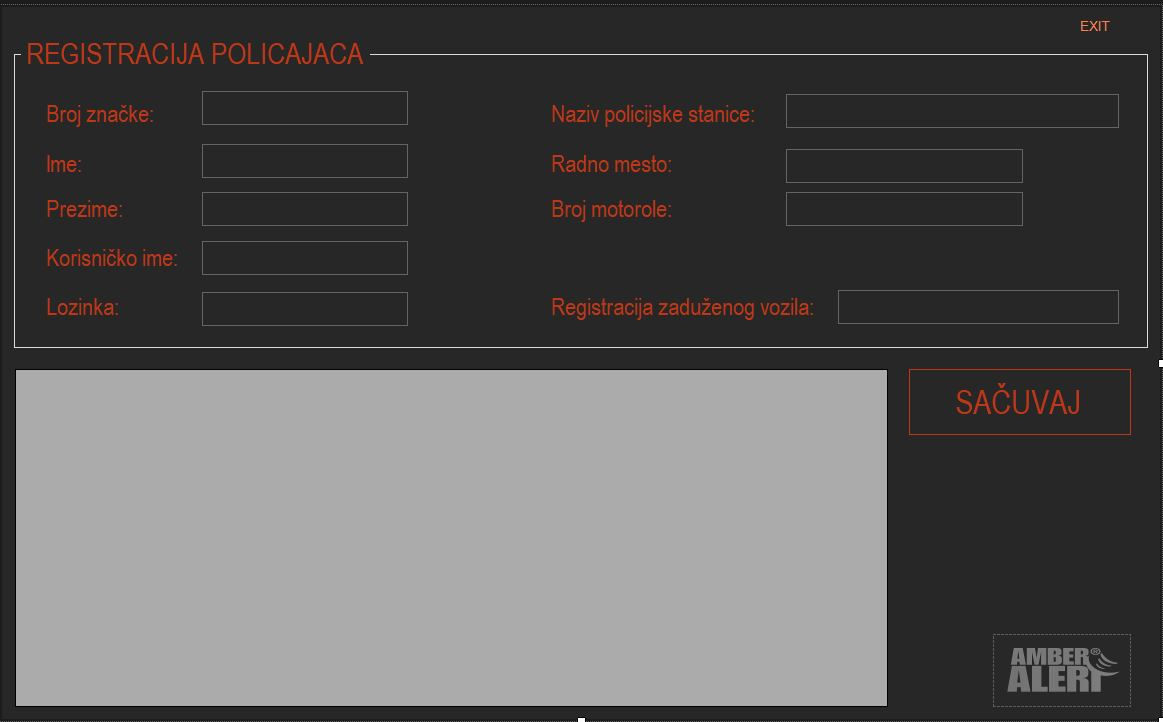 EXIT
REGISTRACIJA POLICAJACA
Broj značke:
Naziv policijske stanice:
Ime:
Radno mesto:
Prezime:
Broj motorole:
Korisničko ime:
Lozinka:
Registracija zaduženog vozila:
SAČUVAJ
AMBER®
ALERT